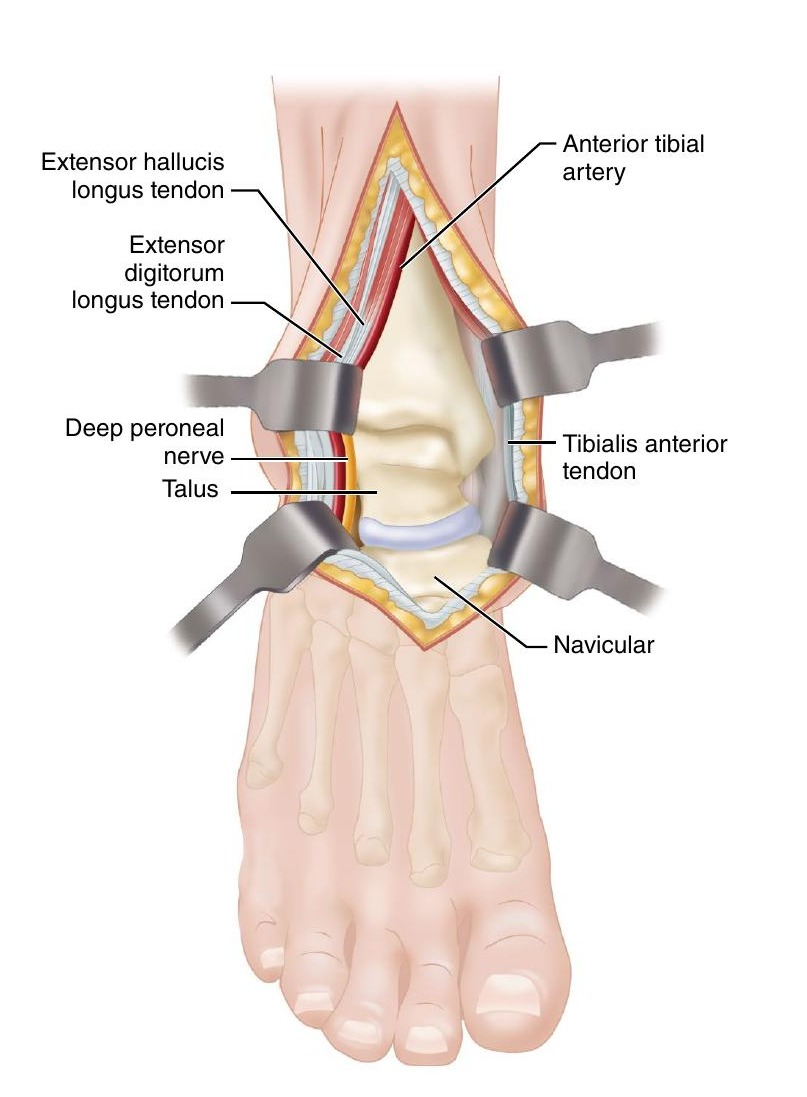 Anterior tibial
artery
Extensor hallucis
longus tendon
Extensor
digitorum
longus tendon
Deep peroneal
nerve
Tibialis anterior
tendon
Talus
Navicular